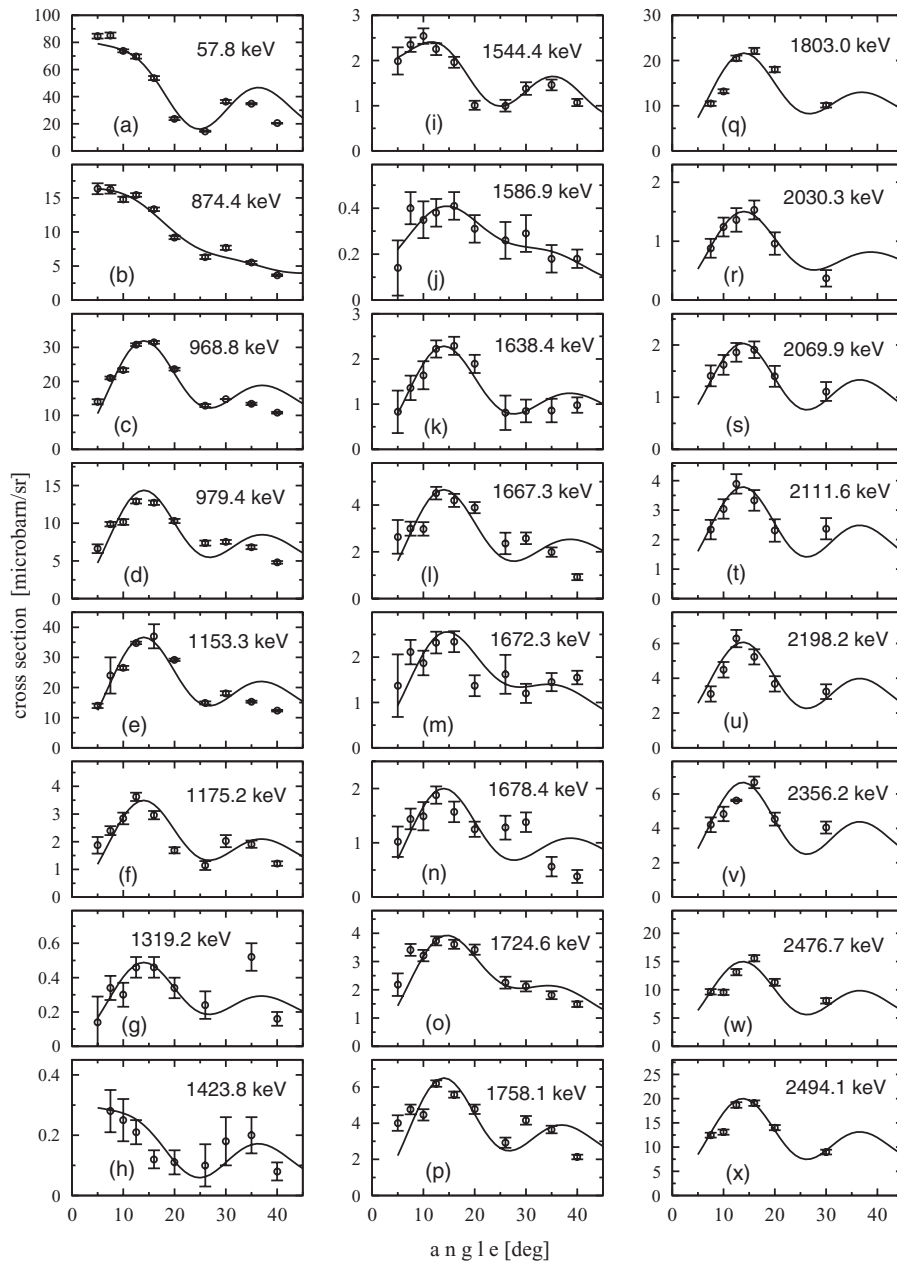 cross section [microbarn/sr]
100
80
60
40
20
0
57.8 keV
(a)
15
10
5
0
874.4 keV
(b)
30
20
10
0
968.8 keV
(c)
15
10
5
0
979.4 keV
(d)
40
30
20
10
0
1153.3 keV
(e)
4
3
2
1
0
1175.2 keV
(f)
0.6
0.4
0.2
0
1319.2 keV
(g)
0.4
0.2
0
1423.8 keV
(h)
0 10 20 30 40
3
2
1
0
1544.4 keV
(i)
0.4
0.2
0
1586.9 keV
(j)
3
2
1
0
1638.4 keV
(k)
6
4
2
0
1667.3 keV
(l)
2
1
0
1672.3 keV
(m)
2
1
0
1678.4 keV
(n)
4
3
2
1
0
1724.6 keV
(o)
6
4
2
0
1758.1 keV
(p)
0 10 20 30 40
30
20
10
0
1803.0 keV
(q)
2
1
0
2030.3 keV
(r)
2
1
0
2069.9 keV
(s)
4
3
2
1
0
2111.6 keV
(t)
6
4
2
0
2198.2 keV
(u)
6
4
2
0
2356.2 keV
(v)
20
15
10
5
0
2476.7 keV
(w)
25
20
15
10
5
0
2494.1 keV
(x)
0 10 20 30 40
a n g l e [deg]